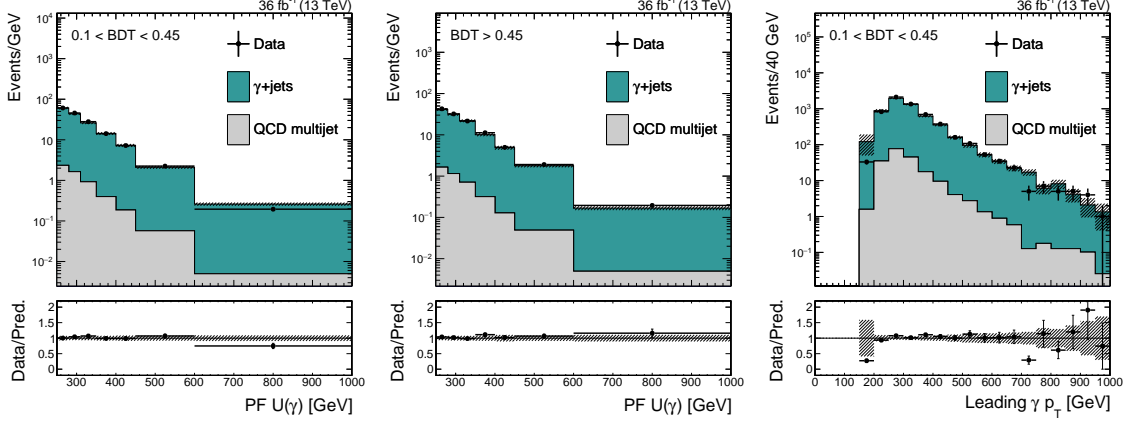 36 fb⁻¹ (13 TeV)
0.1 < BDT < 0.45
Data
γ+jets
QCD multijet
Events/GeV
10⁴
10³
10²
10
1
10⁻¹
10⁻²
Data/Pred.
2
1.5
1
0.5
0
300 400 500 600 700 800 900 1000
PF U(γ) [GeV]
36 fb⁻¹ (13 TeV)
BDT > 0.45
Data
γ+jets
QCD multijet
Events/GeV
10⁴
10³
10²
10
1
10⁻¹
10⁻²
Data/Pred.
2
1.5
1
0.5
0
300 400 500 600 700 800 900 1000
PF U(γ) [GeV]
36 fb⁻¹ (13 TeV)
0.1 < BDT < 0.45
Data
γ+jets
QCD multijet
Events/40 GeV
10⁵
10⁴
10³
10²
10
1
10⁻¹
Data/Pred.
2
1.5
1
0.5
0
0 100 200 300 400 500 600 700 800 900 1000
Leading γ p_T [GeV]